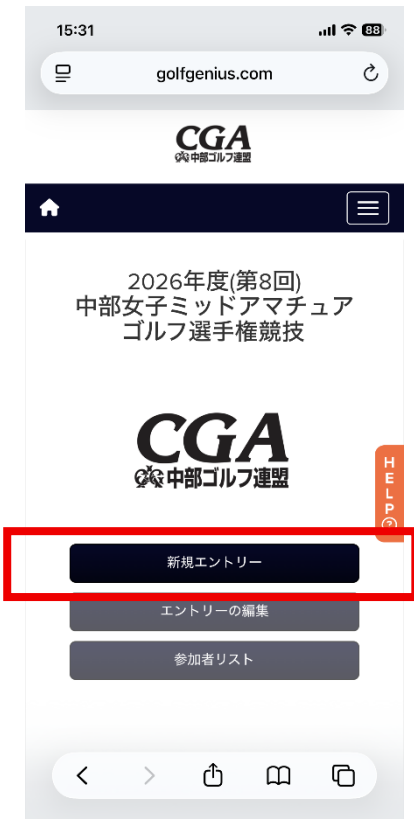 15:31
88
golfgenius.com
CGA
中部ゴルフ連盟
2026年度(第8回)
中部女子ミッドアマチュア
ゴルフ選手権競技
CGA
中部ゴルフ連盟
HELP?
新規エントリー
エントリーの編集
参加者リスト